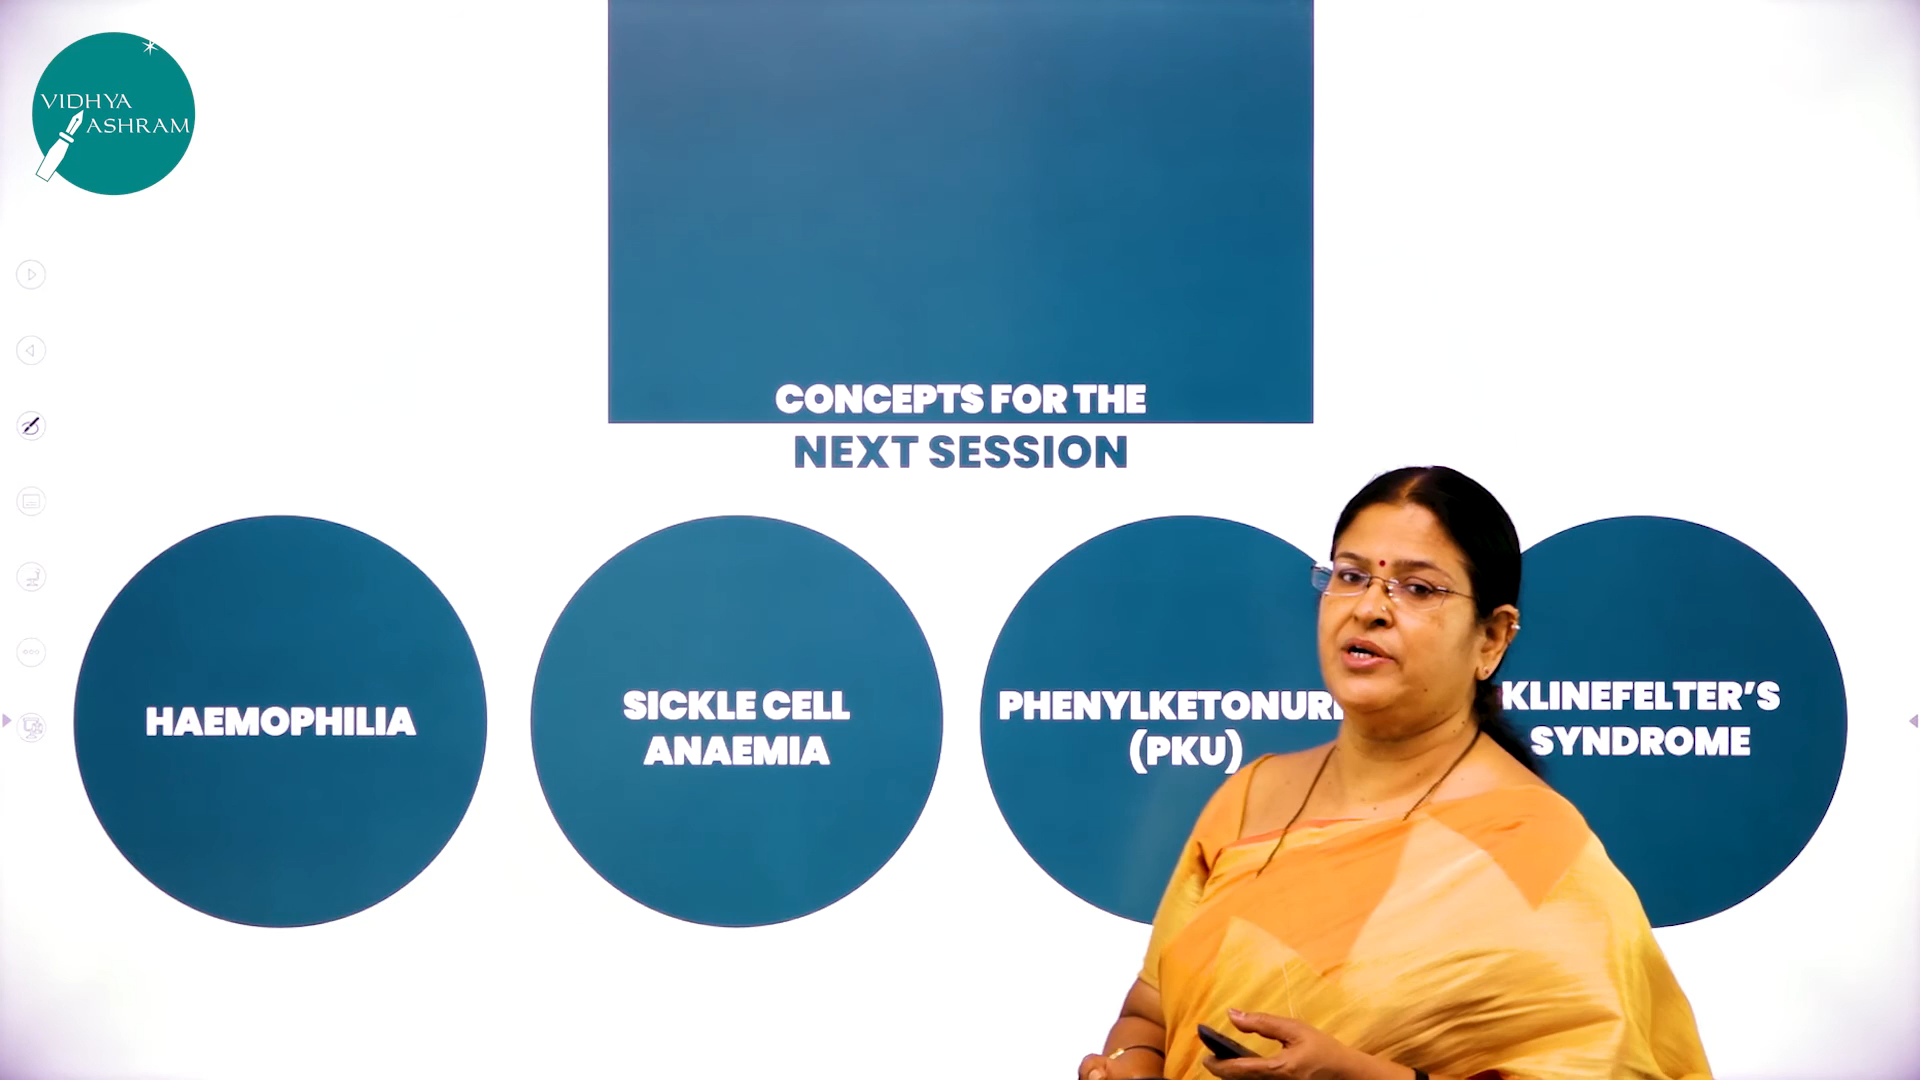 VIDHYA
ASHRAM
CONCEPTS FOR THE
NEXT SESSION
HAEMOPHILIA
SICKLE CELL
ANAEMIA
(PKU)
KLINEFELTER'S
SYNDROME